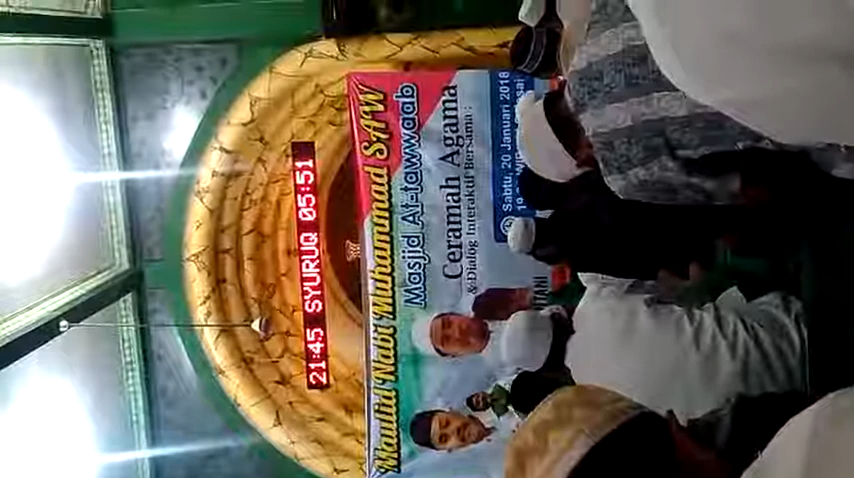 21:45 SYURUQ 05:51
Maulid Nabi Muhammad SAW
Masjid At-tawwaab
Ceramah Agama
& Dialog Interaktif Bersama :
Sabtu, 20 Januari 2018